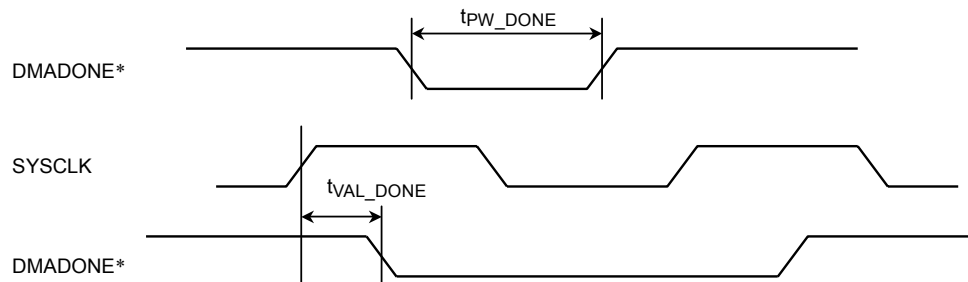 tPW_DONE
DMADONE*
SYSCLK
tVAL_DONE
DMADONE*